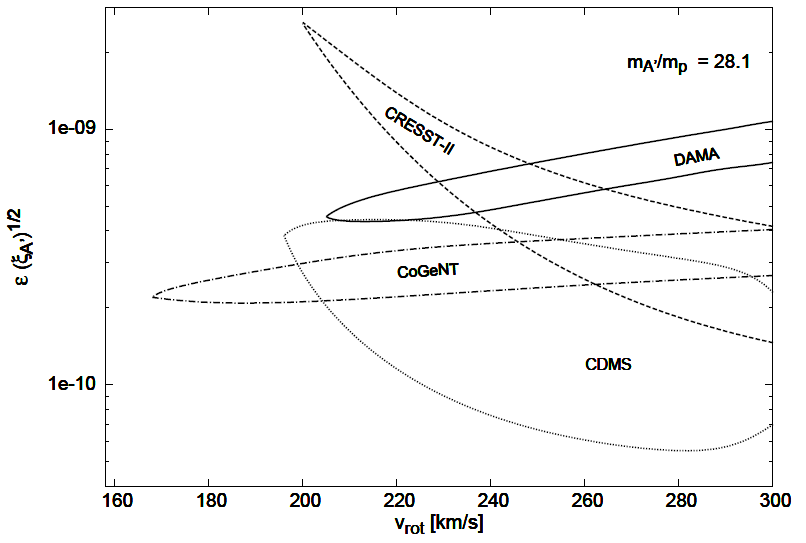 m_A'/m_p = 28.1
CRESST-II
1e-09
DAMA
ε (ξ_A')^1/2
CoGeNT
CDMS
1e-10
160 180 200 220 240 260 280 300
v_rot [km/s]